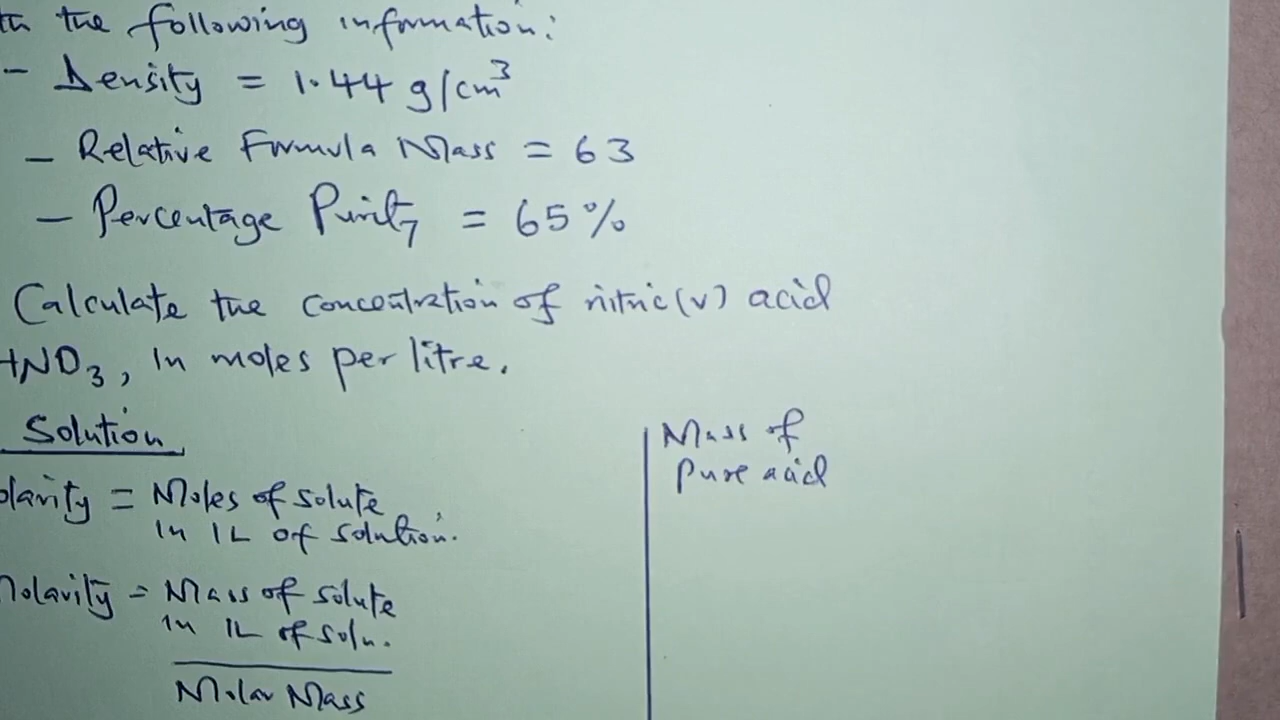 th the following information:
- Density = 1.44 g/cm³
- Relative Formula Mass = 63
- Percentage Purity = 65%
Calculate the concentration of nitric(v) acid
HNO3, in moles per litre.
Solution
olarity = Moles of solute
in 1L of solution.
Molarity = Mass of solute
in 1L of soln.
Molar Mass
Mass of
pure acid